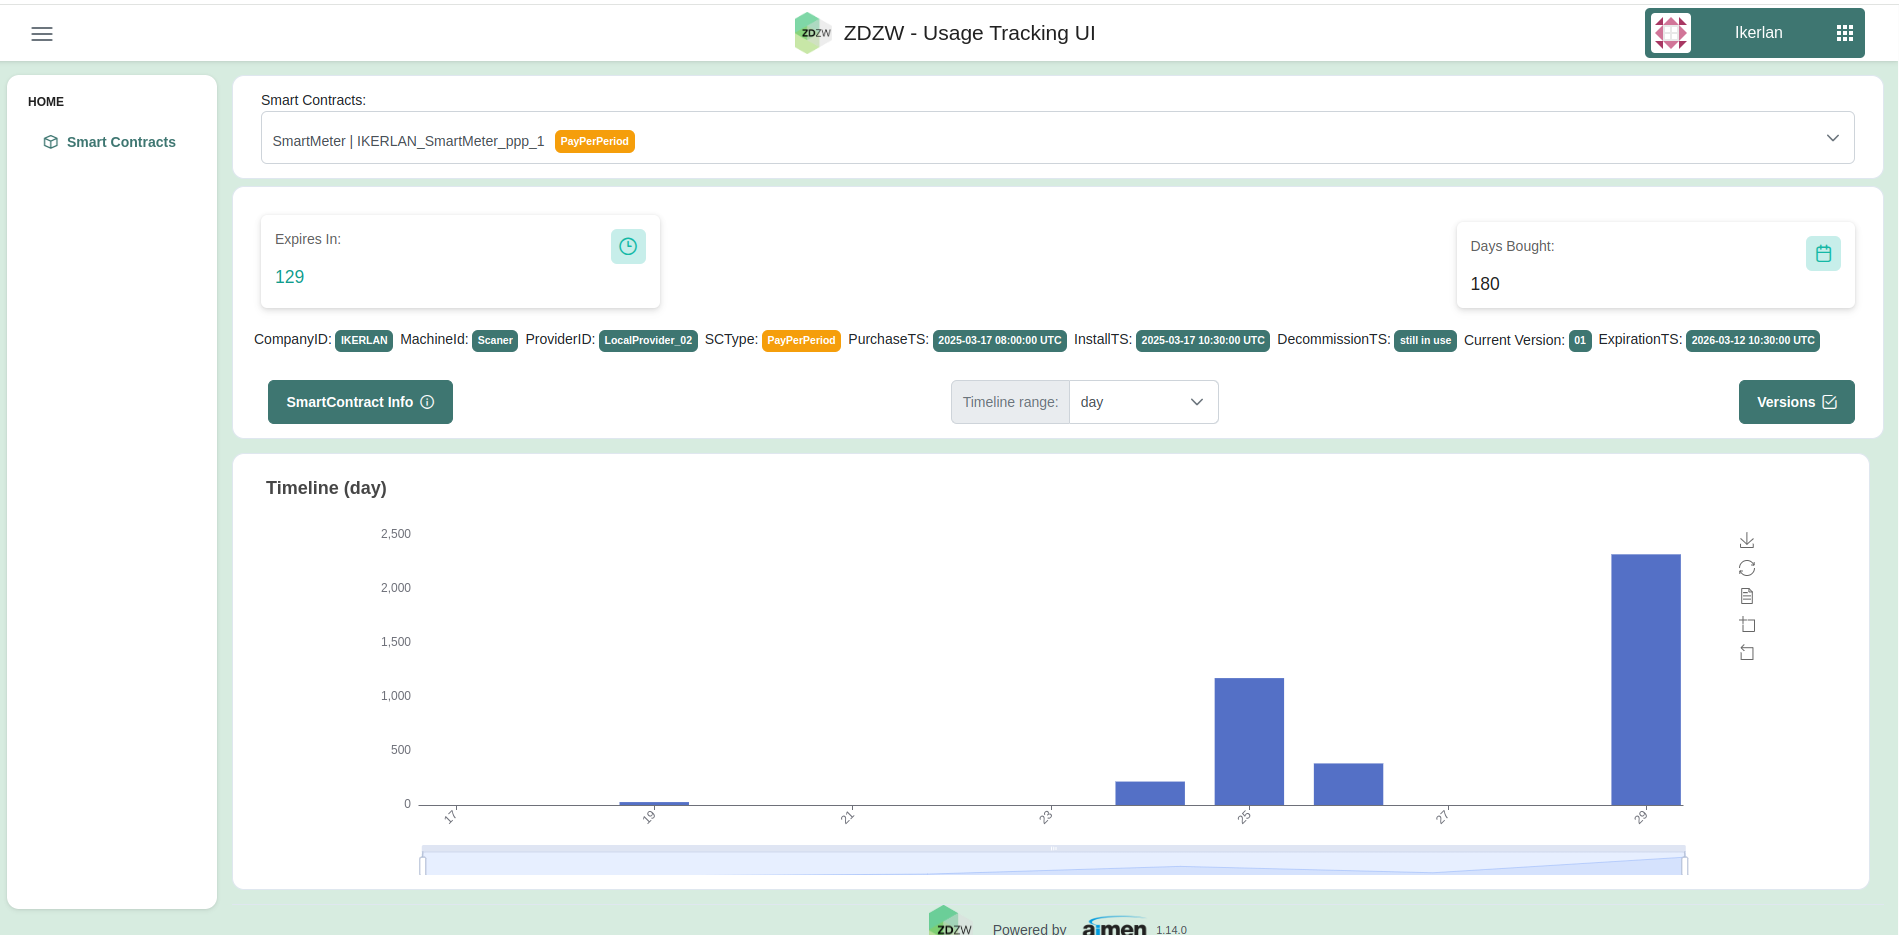 ZDZW
ZDZW - Usage Tracking UI
Ikerlan
HOME
Smart Contracts
Smart Contracts:
SmartMeter | IKERLAN_SmartMeter_ppp_1 PayPerPeriod
Expires In:
129
Days Bought:
180
CompanyID: IKERLAN MachineId: Scaner ProviderID: LocalProvider_02 SCType: PayPerPeriod PurchaseTS: 2025-03-17 08:00:00 UTC InstallTS: 2025-03-17 10:30:00 UTC DecommissionTS: still in use Current Version: 01 ExpirationTS: 2026-03-12 10:30:00 UTC
SmartContract Info
Timeline range: day
Versions
Timeline (day)
2,500
2,000
1,500
1,000
500
0
17 19 21 23 25 27 29
ZDZW Powered by aimen 1.14.0